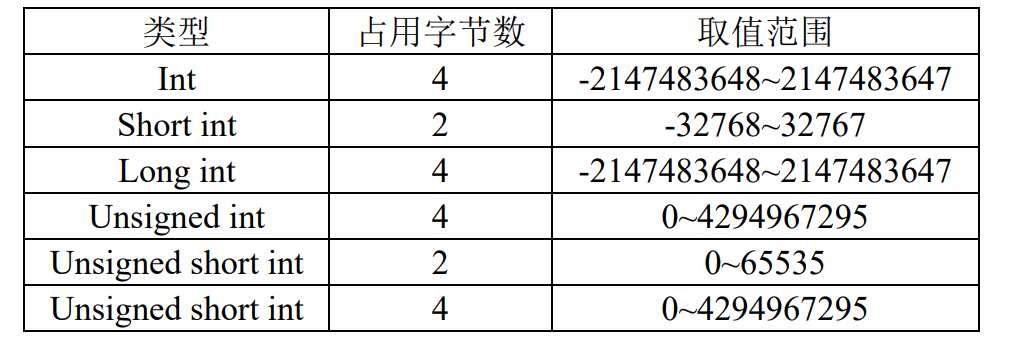 类型 占用字节数 取值范围
Int 4 -2147483648~2147483647
Short int 2 -32768~32767
Long int 4 -2147483648~2147483647
Unsigned int 4 0~4294967295
Unsigned short int 2 0~65535
Unsigned short int 4 0~4294967295